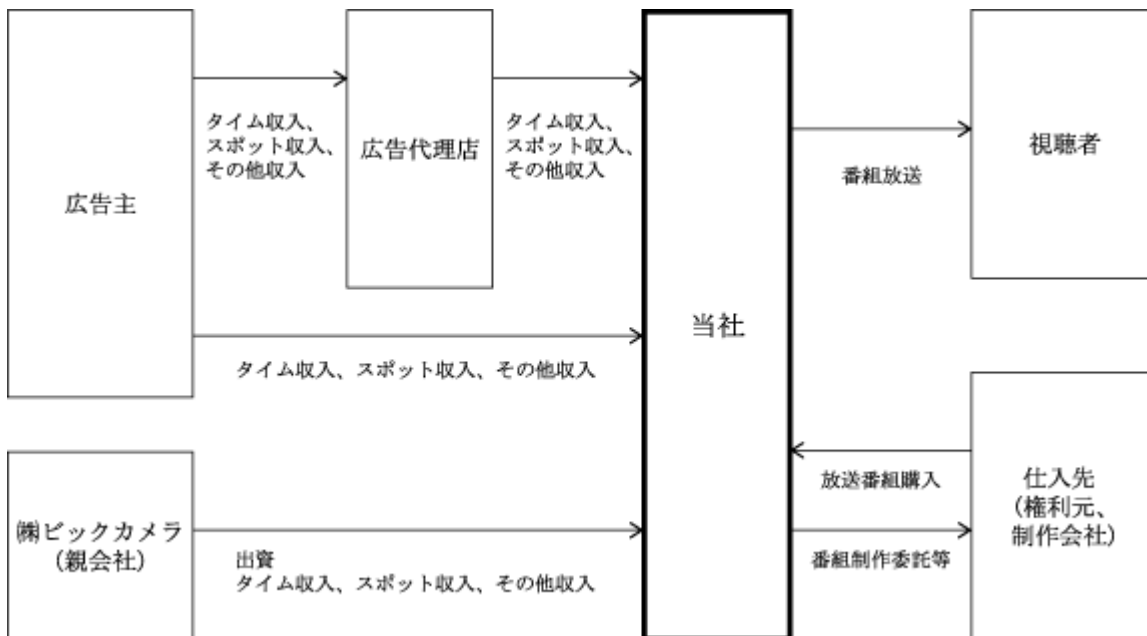 広告主
タイム収入、
スポット収入、
その他収入
広告代理店
タイム収入、
スポット収入、
その他収入
当社
番組放送
視聴者
タイム収入、スポット収入、その他収入
㈱ビックカメラ
(親会社)
出資
タイム収入、スポット収入、その他収入
放送番組購入
番組制作委託等
仕入先
(権利元、
制作会社)